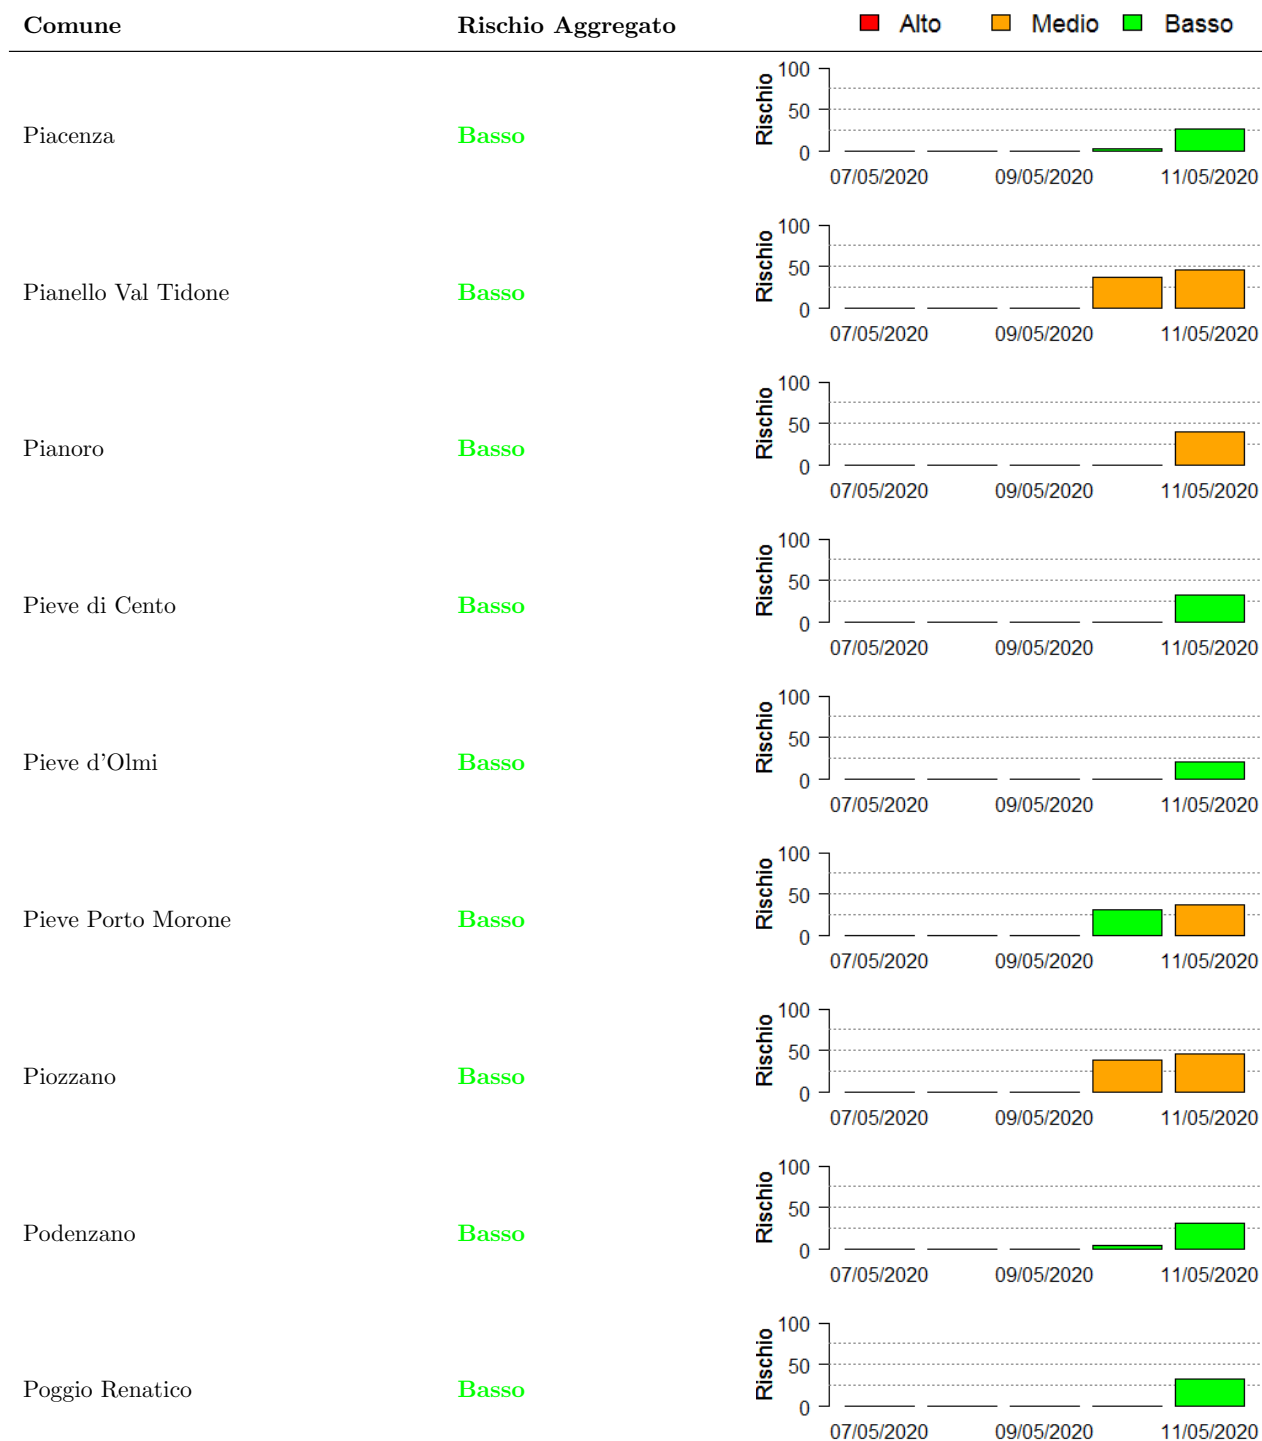 Comune Rischio Aggregato Alto Medio Basso
Piacenza Basso Rischio 100 50 0
07/05/2020 09/05/2020 11/05/2020
Pianello Val Tidone Basso Rischio 100 50 0
07/05/2020 09/05/2020 11/05/2020
Pianoro Basso Rischio 100 50 0
07/05/2020 09/05/2020 11/05/2020
Pieve di Cento Basso Rischio 100 50 0
07/05/2020 09/05/2020 11/05/2020
Pieve d'Olmi Basso Rischio 100 50 0
07/05/2020 09/05/2020 11/05/2020
Pieve Porto Morone Basso Rischio 100 50 0
07/05/2020 09/05/2020 11/05/2020
Piozzano Basso Rischio 100 50 0
07/05/2020 09/05/2020 11/05/2020
Podenzano Basso Rischio 100 50 0
07/05/2020 09/05/2020 11/05/2020
Poggio Renatico Basso Rischio 100 50 0
07/05/2020 09/05/2020 11/05/2020